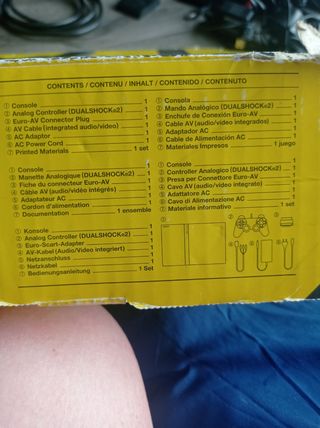 CONTENTS / CONTENU / INHALT / CONTENIDO / CONTENUTO
① Console 1
② Analog Controller (DUALSHOCK®2) 1
③ Euro-AV Connector Plug 1
④ AV Cable (integrated audio/video) 1
⑤ AC Adaptor 1
⑥ AC Power Cord 1
⑦ Printed Materials 1 set
① Console 1
② Manette Analogique (DUALSHOCK®2) 1
③ Fiche du connecteur Euro-AV 1
④ Câble AV (audio/vidéo intégrés) 1
⑤ Adaptateur AC 1
⑥ Cordon d'alimentation AC 1
⑦ Documentation 1 ensemble
① Konsole 1
② Analog Controller (DUALSHOCK®2) 1
③ Euro-Scart-Adapter 1
④ AV-Kabel (Audio/Video integriert) 1
⑤ Netzanschluss 1
⑥ Netzkabel 1
⑦ Bedienungsanleitung 1 Set
① Consola 1
② Mando Analógico (DUALSHOCK®2) 1
③ Enchufe de Conexión Euro-AV 1
④ Cable AV (audio/vídeo integrados) 1
⑤ Adaptador AC 1
⑥ Cable de Alimentación AC 1
⑦ Materiales Impresos 1 juego
① Console 1
② Controller Analogico (DUALSHOCK®2) 1
③ Presa per Connettore Euro-AV 1
④ Cavo AV (audio/video integrato) 1
⑤ Adattatore AC 1
⑥ Cavo di Alimentazione AC 1
⑦ Materiale informativo 1 set
① ② ③
④ ⑤ ⑥